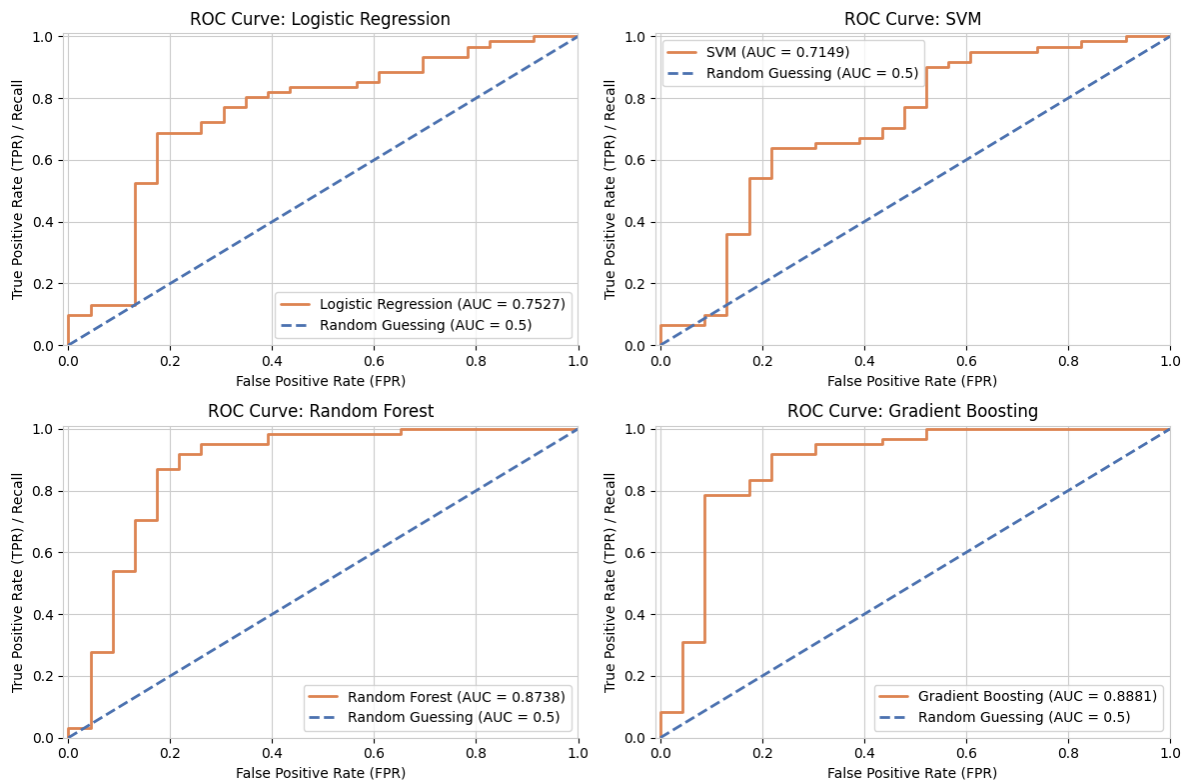 ROC Curve: Logistic Regression
1.0
0.8
0.6
0.4
0.2
0.0
True Positive Rate (TPR) / Recall
Logistic Regression (AUC = 0.7527)
Random Guessing (AUC = 0.5)
0.0 0.2 0.4 0.6 0.8 1.0
False Positive Rate (FPR)
ROC Curve: SVM
1.0
0.8
0.6
0.4
0.2
0.0
True Positive Rate (TPR) / Recall
SVM (AUC = 0.7149)
Random Guessing (AUC = 0.5)
0.0 0.2 0.4 0.6 0.8 1.0
False Positive Rate (FPR)
ROC Curve: Random Forest
1.0
0.8
0.6
0.4
0.2
0.0
True Positive Rate (TPR) / Recall
Random Forest (AUC = 0.8738)
Random Guessing (AUC = 0.5)
0.0 0.2 0.4 0.6 0.8 1.0
False Positive Rate (FPR)
ROC Curve: Gradient Boosting
1.0
0.8
0.6
0.4
0.2
0.0
True Positive Rate (TPR) / Recall
Gradient Boosting (AUC = 0.8881)
Random Guessing (AUC = 0.5)
0.0 0.2 0.4 0.6 0.8 1.0
False Positive Rate (FPR)